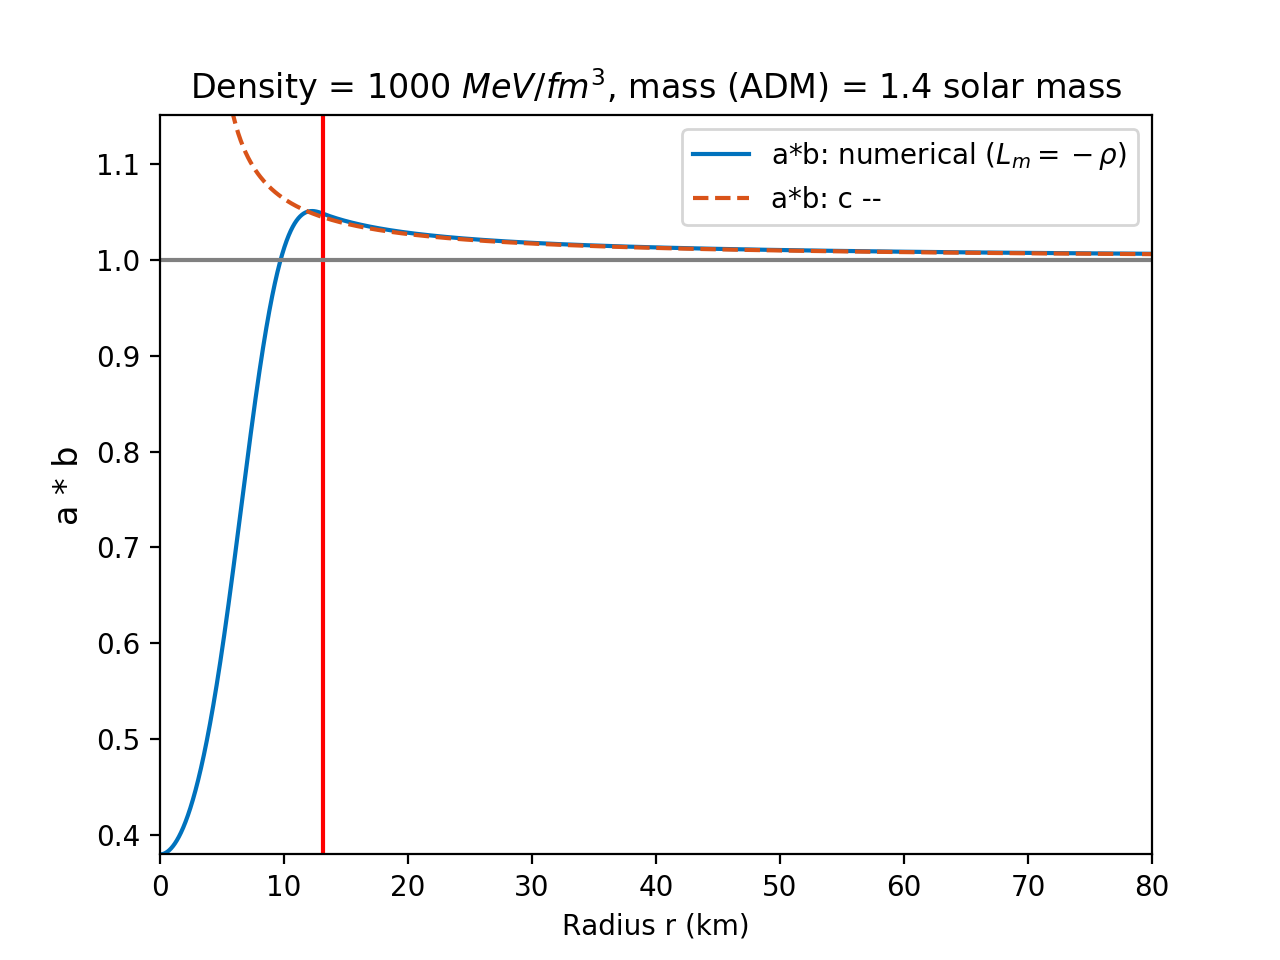 Density = 1000 MeV/fm³, mass (ADM) = 1.4 solar mass
a*b: numerical (Lₘ = −ρ)
a*b: c --
1.1
1.0
0.9
0.8
0.7
0.6
0.5
0.4
a * b
0 10 20 30 40 50 60 70 80
Radius r (km)